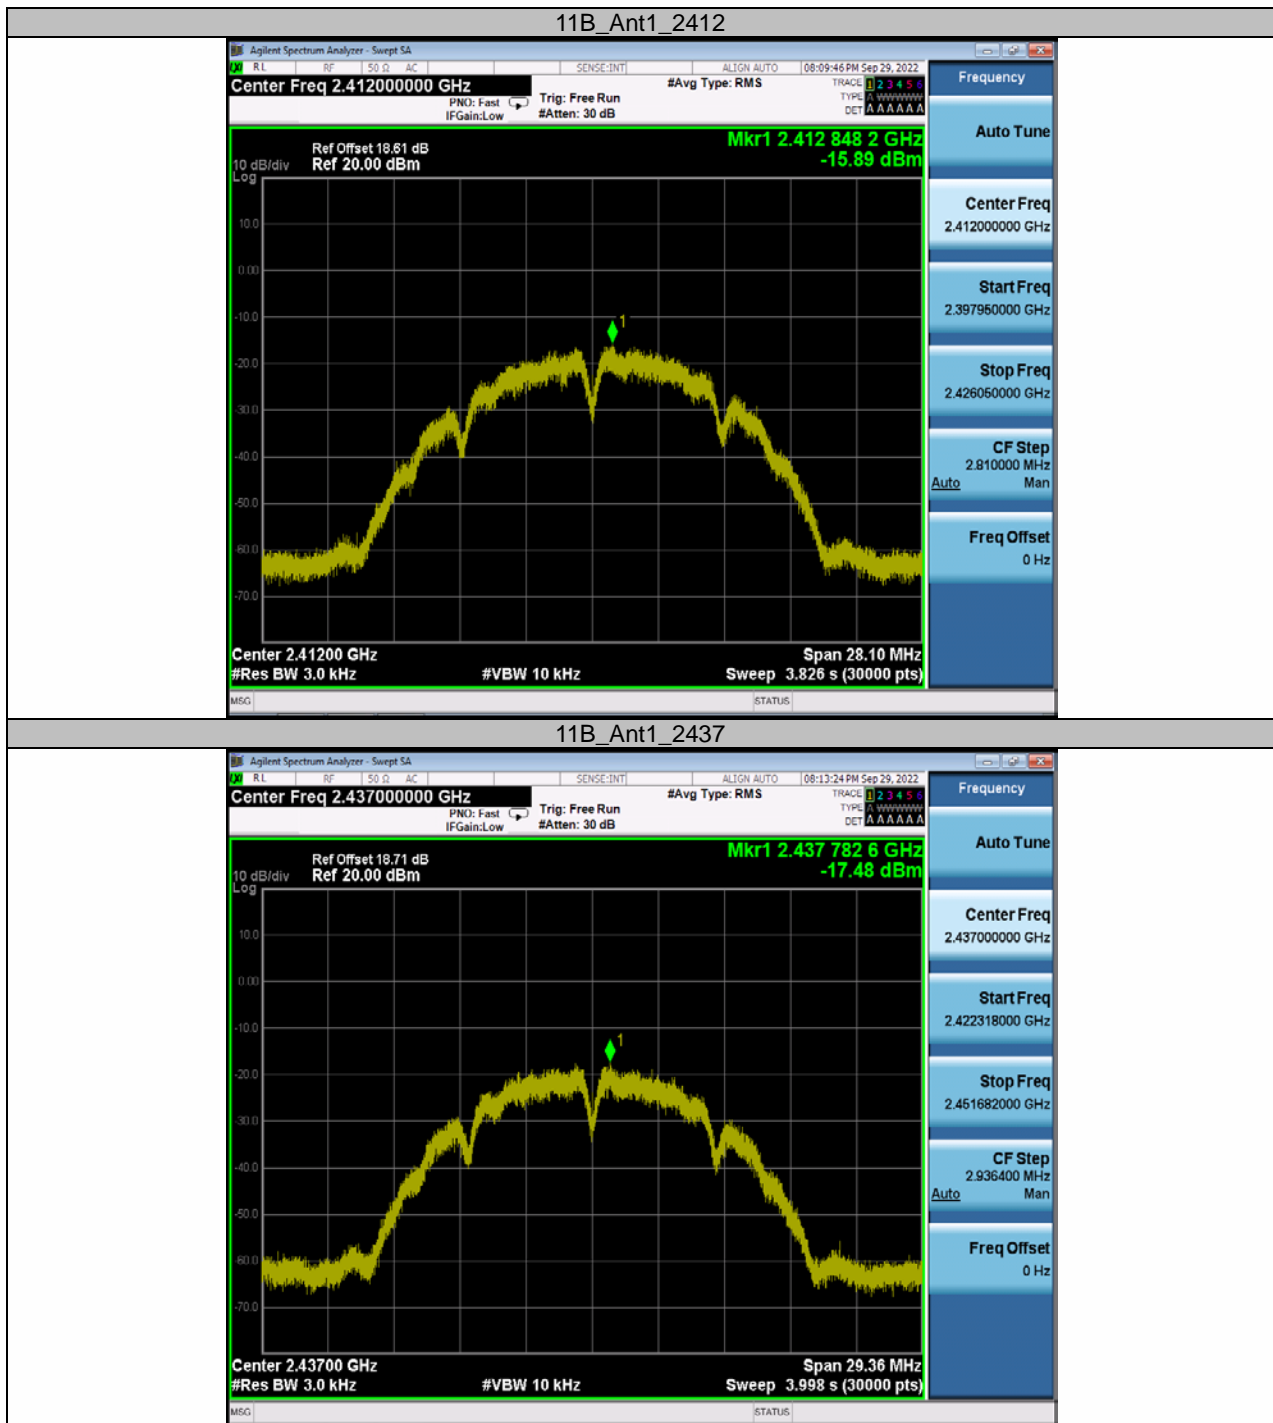 11B_Ant1_2412
Agilent Spectrum Analyzer - Swept SA
RL RF 50 Ω AC SENSE:INT ALIGN AUTO 08:09:46 PM Sep 29, 2022
Center Freq 2.412000000 GHz
PNO: Fast
IFGain:Low
Trig: Free Run
#Atten: 30 dB
#Avg Type: RMS
TRACE 1 2 3 4 5 6
TYPE A WWWWW
DET A A A A A A
Mkr1 2.412 848 2 GHz
-15.89 dBm
Ref Offset 18.61 dB
10 dB/div Ref 20.00 dBm
Log
10.0
0.00
-10.0
-20.0
-30.0
-40.0
-50.0
-60.0
-70.0
1
Center 2.41200 GHz Span 28.10 MHz
#Res BW 3.0 kHz #VBW 10 kHz Sweep 3.826 s (30000 pts)
MSG STATUS
Frequency
Auto Tune
Center Freq
2.412000000 GHz
Start Freq
2.397950000 GHz
Stop Freq
2.426050000 GHz
CF Step
2.810000 MHz
Auto Man
Freq Offset
0 Hz
11B_Ant1_2437
Agilent Spectrum Analyzer - Swept SA
RL RF 50 Ω AC SENSE:INT ALIGN AUTO 08:13:24 PM Sep 29, 2022
Center Freq 2.437000000 GHz
PNO: Fast
IFGain:Low
Trig: Free Run
#Atten: 30 dB
#Avg Type: RMS
TRACE 1 2 3 4 5 6
TYPE A WWWWW
DET A A A A A A
Mkr1 2.437 782 6 GHz
-17.48 dBm
Ref Offset 18.71 dB
10 dB/div Ref 20.00 dBm
Log
10.0
0.00
-10.0
-20.0
-30.0
-40.0
-50.0
-60.0
-70.0
1
Center 2.43700 GHz Span 29.36 MHz
#Res BW 3.0 kHz #VBW 10 kHz Sweep 3.998 s (30000 pts)
MSG STATUS
Frequency
Auto Tune
Center Freq
2.437000000 GHz
Start Freq
2.422318000 GHz
Stop Freq
2.451682000 GHz
CF Step
2.936400 MHz
Auto Man
Freq Offset
0 Hz